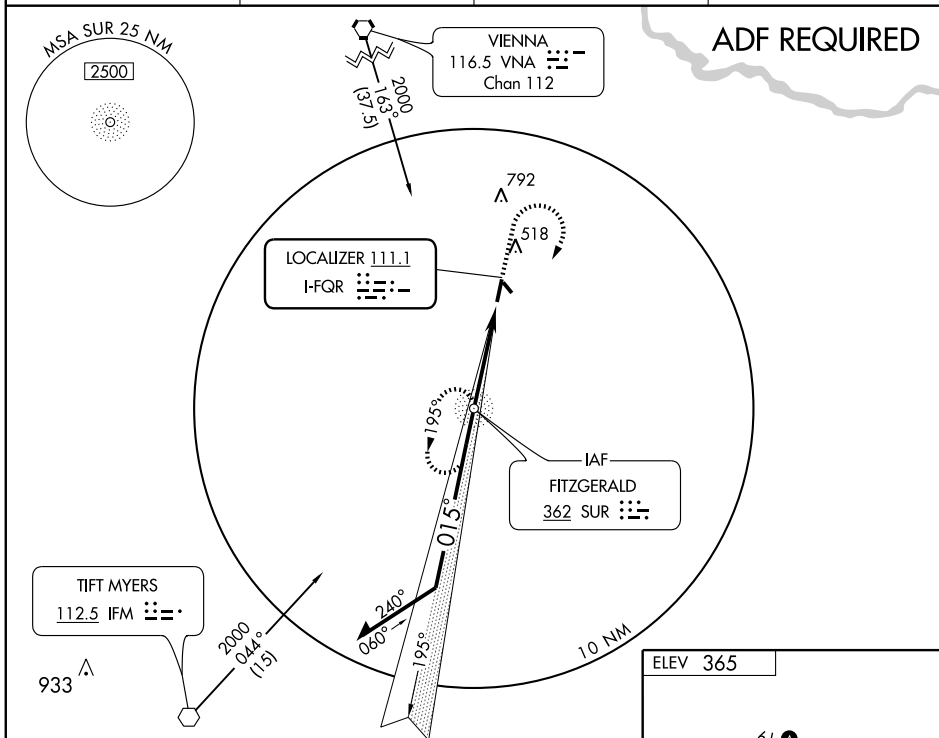 MSA SUR 25 NM
2500
VIENNA
116.5 VNA
Chan 112
ADF REQUIRED
2000
163°
(37.5)
792
518
LOCALIZER 111.1
I-FQR
195°
IAF
FITZGERALD
362 SUR
015°
TIFT MYERS
112.5 IFM
240°
060°
195°
2000
044°
(15)
10 NM
933
ELEV 365